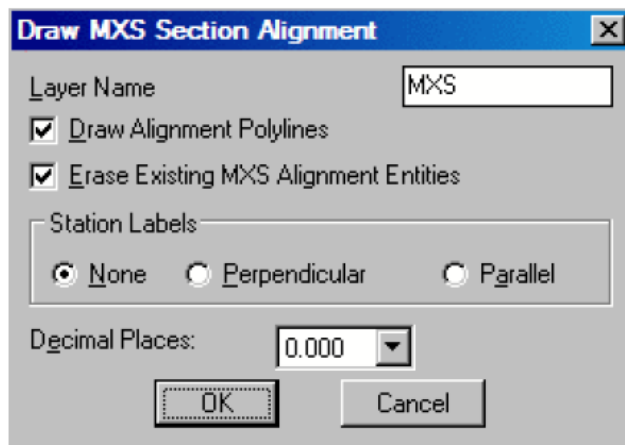 Draw MXS Section Alignment
Layer Name MXS
Draw Alignment Polylines
Erase Existing MXS Alignment Entities
Station Labels
None Perpendicular Parallel
Decimal Places: 0.000
OK Cancel